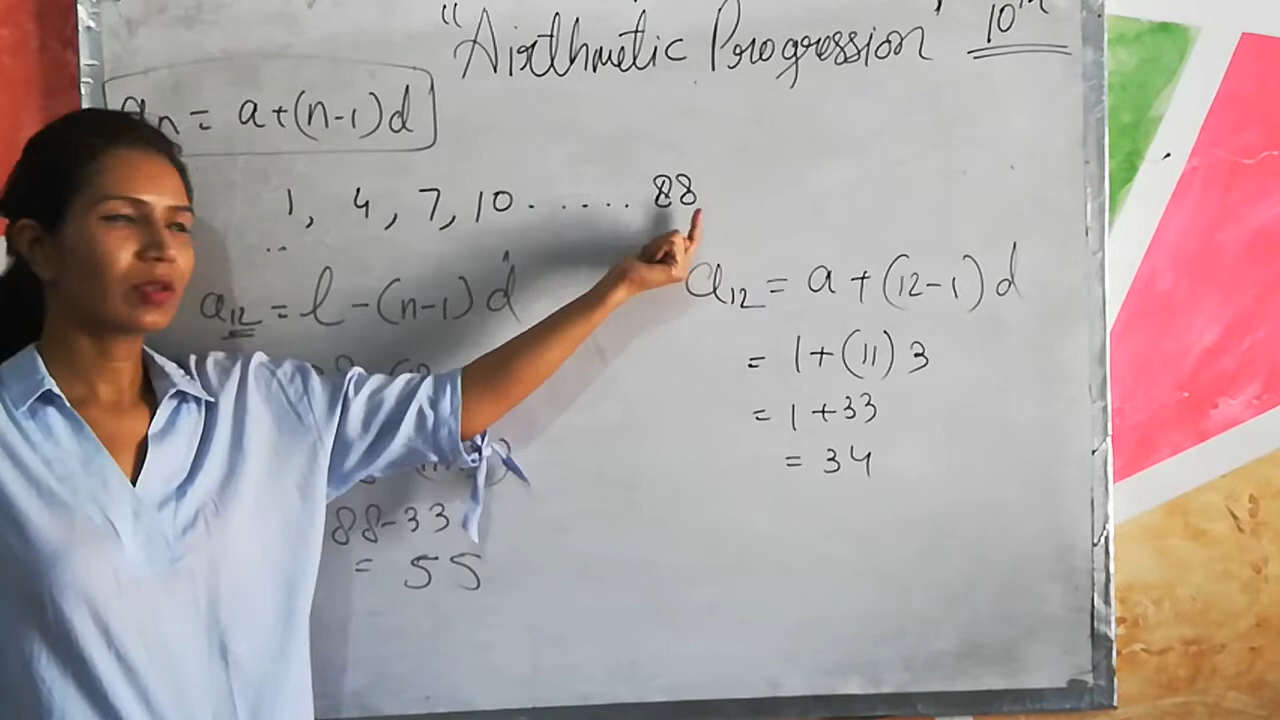 "Airthmetic Progression" 10th
an = a+(n-1)d
1, 4, 7, 10 ...... 88
a12 = l-(n-1)d
88-33
= 55
a12 = a+(12-1)d
= 1+(11)3
= 1+33
= 34